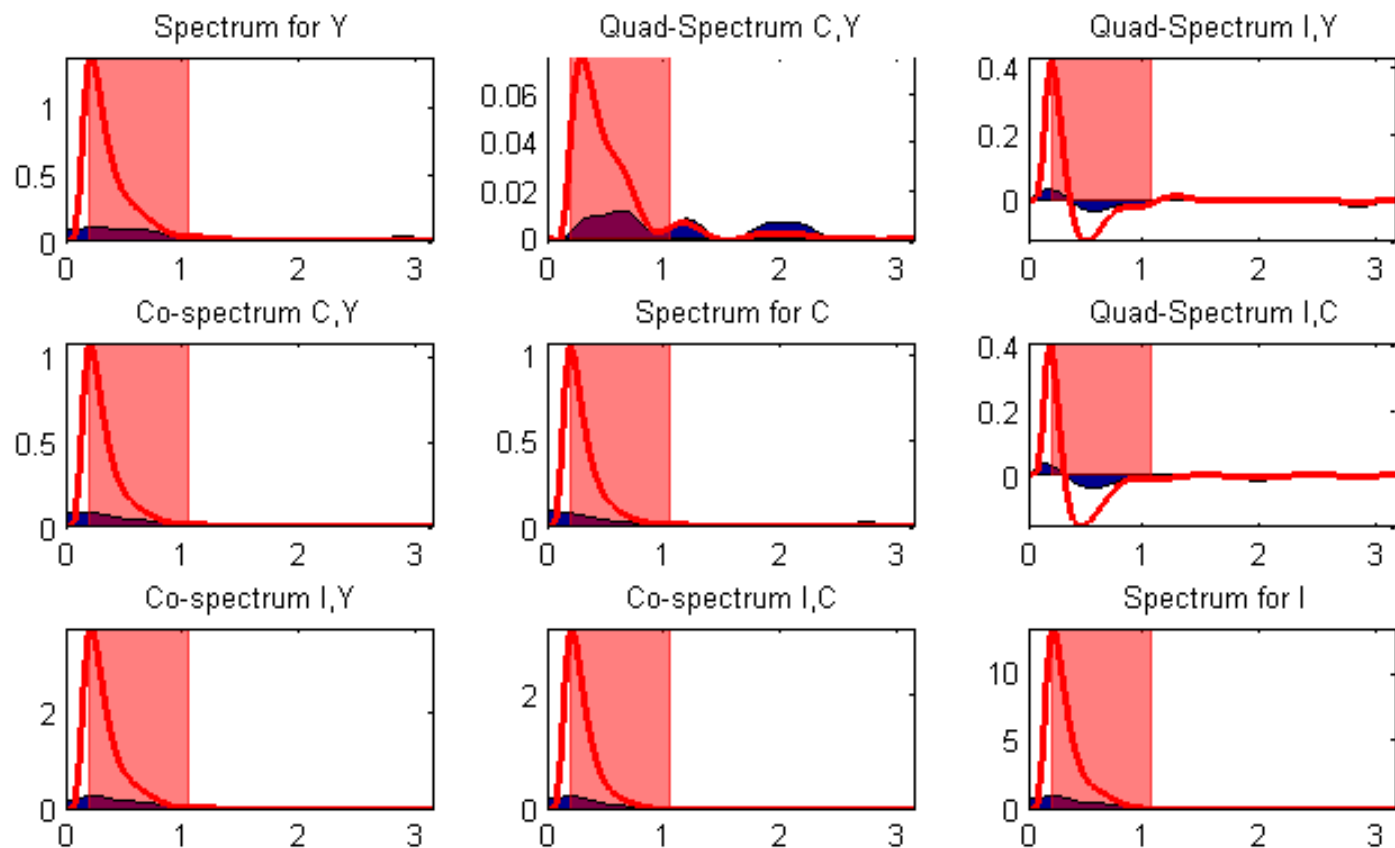 Spectrum for Y
1
0.5
0
0 1 2 3
Quad-Spectrum C,Y
0.06
0.04
0.02
0
0 1 2 3
Quad-Spectrum I,Y
0.4
0.2
0
0 1 2 3
Co-spectrum C,Y
1
0.5
0
0 1 2 3
Spectrum for C
1
0.5
0
0 1 2 3
Quad-Spectrum I,C
0.4
0.2
0
0 1 2 3
Co-spectrum I,Y
2
0
0 1 2 3
Co-spectrum I,C
2
0
0 1 2 3
Spectrum for I
10
5
0
0 1 2 3